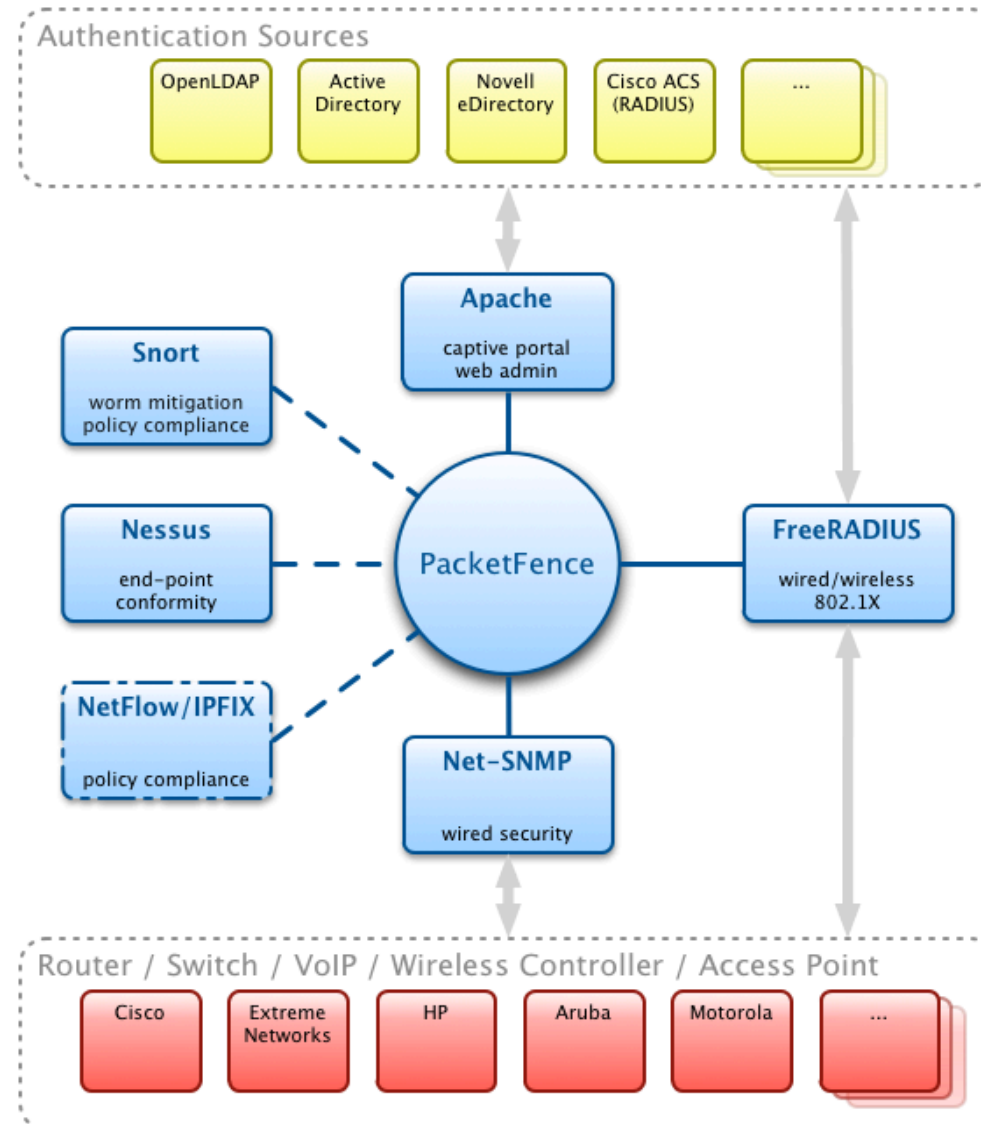 Authentication Sources
OpenLDAP
Active
Directory
Novell
eDirectory
Cisco ACS
(RADIUS)
...
Apache
captive portal
web admin
Snort
worm mitigation
policy compliance
Nessus
end-point
conformity
PacketFence
FreeRADIUS
wired/wireless
802.1X
NetFlow/IPFIX
policy compliance
Net-SNMP
wired security
Router / Switch / VoIP / Wireless Controller / Access Point
Cisco
Extreme
Networks
HP
Aruba
Motorola
...